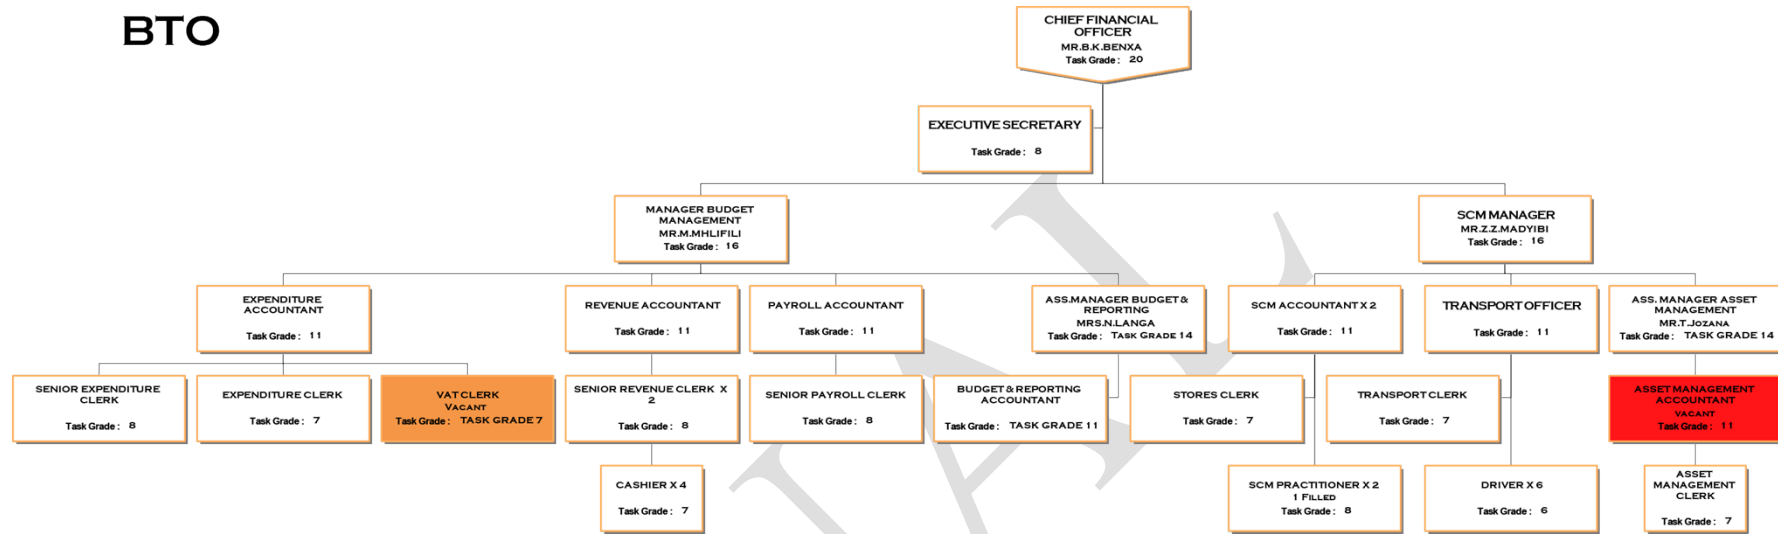 BTO
CHIEF FINANCIAL
OFFICER
MR.B.K.BENXA
Task Grade : 20
EXECUTIVE SECRETARY
Task Grade : 8
MANAGER BUDGET
MANAGEMENT
MR.M.MHLIFILI
Task Grade : 16
SCM MANAGER
MR.Z.Z.MADYIBI
Task Grade : 16
EXPENDITURE
ACCOUNTANT
Task Grade : 11
REVENUE ACCOUNTANT
Task Grade : 11
PAYROLL ACCOUNTANT
Task Grade : 11
ASS.MANAGER BUDGET &
REPORTING
MRS.N.LANGA
Task Grade : TASK GRADE 14
SCM ACCOUNTANT X 2
Task Grade : 11
TRANSPORT OFFICER
Task Grade : 11
ASS. MANAGER ASSET
MANAGEMENT
MR.T.JOZANA
Task Grade : TASK GRADE 14
SENIOR EXPENDITURE
CLERK
Task Grade : 8
EXPENDITURE CLERK
Task Grade : 7
VAT CLERK
VACANT
Task Grade : TASK GRADE 7
SENIOR REVENUE CLERK X
2
Task Grade : 8
SENIOR PAYROLL CLERK
Task Grade : 8
BUDGET & REPORTING
ACCOUNTANT
Task Grade : TASK GRADE 11
STORES CLERK
Task Grade : 7
TRANSPORT CLERK
Task Grade : 7
ASSET MANAGEMENT
ACCOUNTANT
VACANT
Task Grade : 11
CASHIER X 4
Task Grade : 7
SCM PRACTITIONER X 2
1 FILLED
Task Grade : 8
DRIVER X 6
Task Grade : 6
ASSET
MANAGEMENT
CLERK
Task Grade : 7